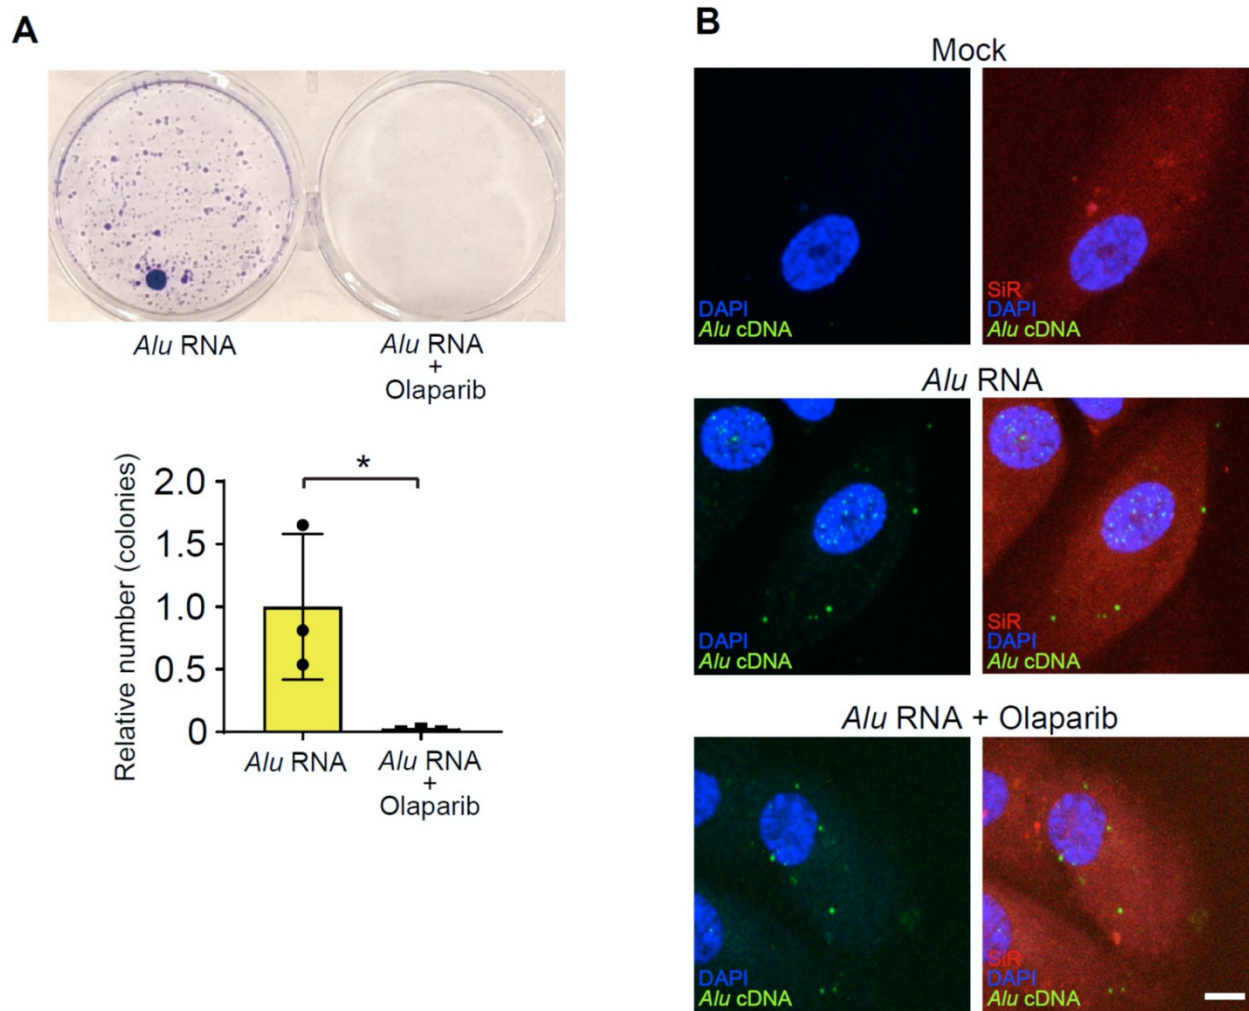 A
Alu RNA
Alu RNA
+
Olaparib
Relative number (colonies)
2.0
1.5
1.0
0.5
0
*
Alu RNA
Alu RNA
+
Olaparib
B
Mock
DAPI
Alu cDNA
SiR
DAPI
Alu cDNA
Alu RNA
DAPI
Alu cDNA
SiR
DAPI
Alu cDNA
Alu RNA + Olaparib
DAPI
Alu cDNA
SiR
DAPI
Alu cDNA